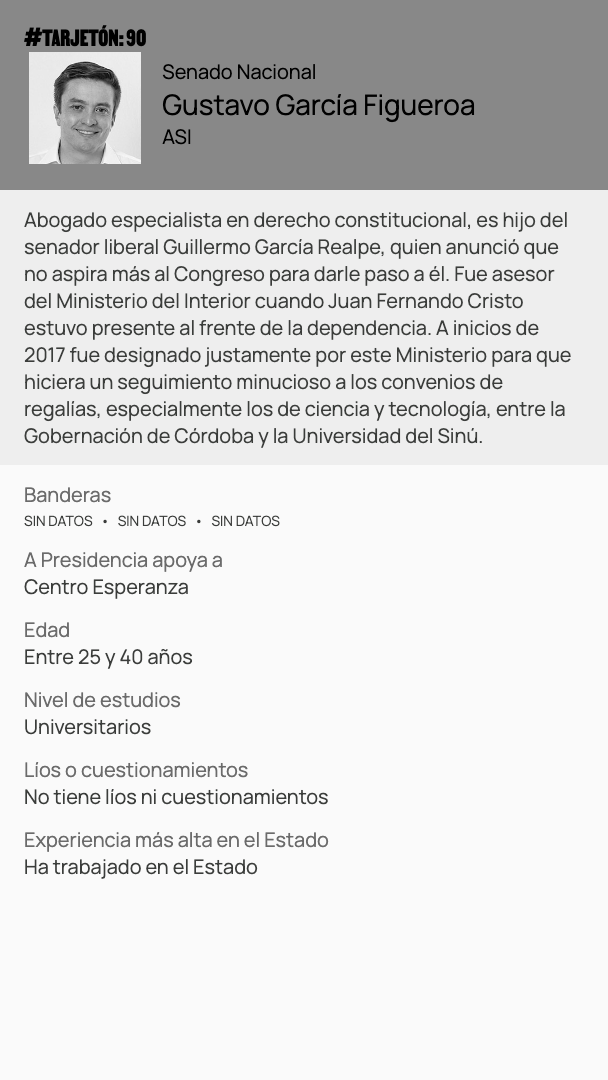 #TARJETÓN: 90
Senado Nacional
Gustavo García Figueroa
ASI
Abogado especialista en derecho constitucional, es hijo del
senador liberal Guillermo García Realpe, quien anunció que
no aspira más al Congreso para darle paso a él. Fue asesor
del Ministerio del Interior cuando Juan Fernando Cristo
estuvo presente al frente de la dependencia. A inicios de
2017 fue designado justamente por este Ministerio para que
hiciera un seguimiento minucioso a los convenios de
regalías, especialmente los de ciencia y tecnología, entre la
Gobernación de Córdoba y la Universidad del Sinú.
Banderas
SIN DATOS • SIN DATOS • SIN DATOS
A Presidencia apoya a
Centro Esperanza
Edad
Entre 25 y 40 años
Nivel de estudios
Universitarios
Líos o cuestionamientos
No tiene líos ni cuestionamientos
Experiencia más alta en el Estado
Ha trabajado en el Estado